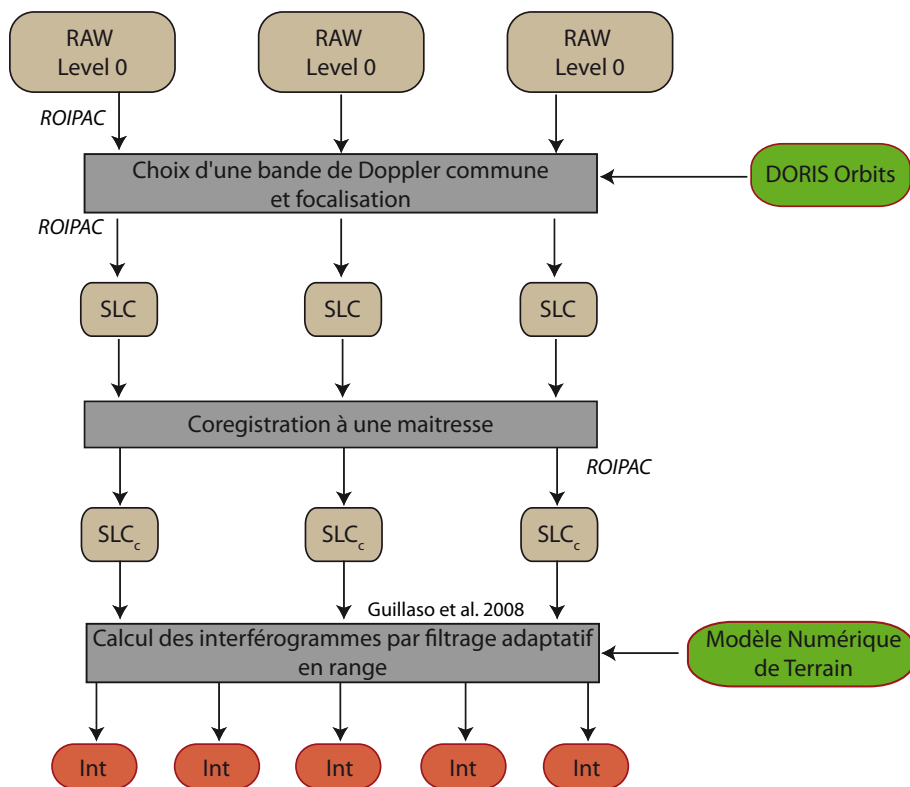 RAW
Level 0
RAW
Level 0
RAW
Level 0
ROIPAC
Choix d'une bande de Doppler commune
et focalisation
DORIS Orbits
ROIPAC
SLC
SLC
SLC
Coregistration à une maitresse
ROIPAC
SLCc
SLCc
SLCc
Guillaso et al. 2008
Calcul des interférogrammes par filtrage adaptatif
en range
Modèle Numérique
de Terrain
Int
Int
Int
Int
Int